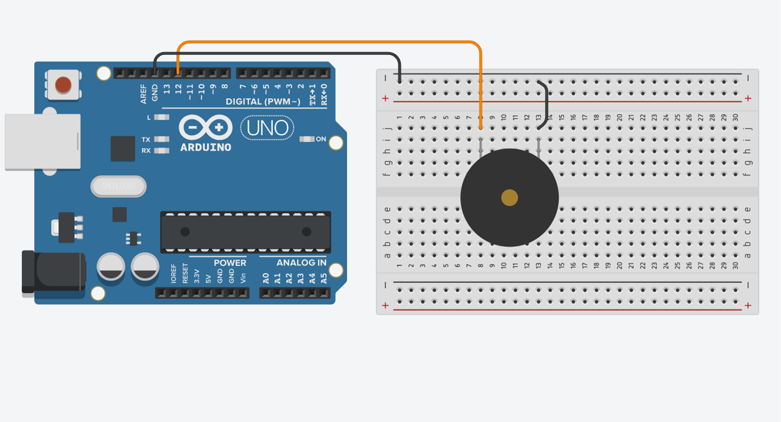 AREF
GND
13
12
~11
~10
~9
8
7
~6
~5
4
~3
2
TX→1
RX←0
DIGITAL (PWM~)
L
TX
RX
ARDUINO
UNO
ON
POWER
ANALOG IN
IOREF
RESET
3.3V
5V
GND
GND
Vin
A0
A1
A2
A3
A4
A5
− −
+ +
1 2 3 4 5 6 7 8 9 10 11 12 13 14 15 16 17 18 19 20 21 22 23 24 25 26 27 28 29 30
j j
i i
h h
g g
f f
e e
d d
c c
b b
a a
1 2 3 4 5 6 7 8 9 10 11 12 13 14 15 16 17 18 19 20 21 22 23 24 25 26 27 28 29 30
− −
+ +